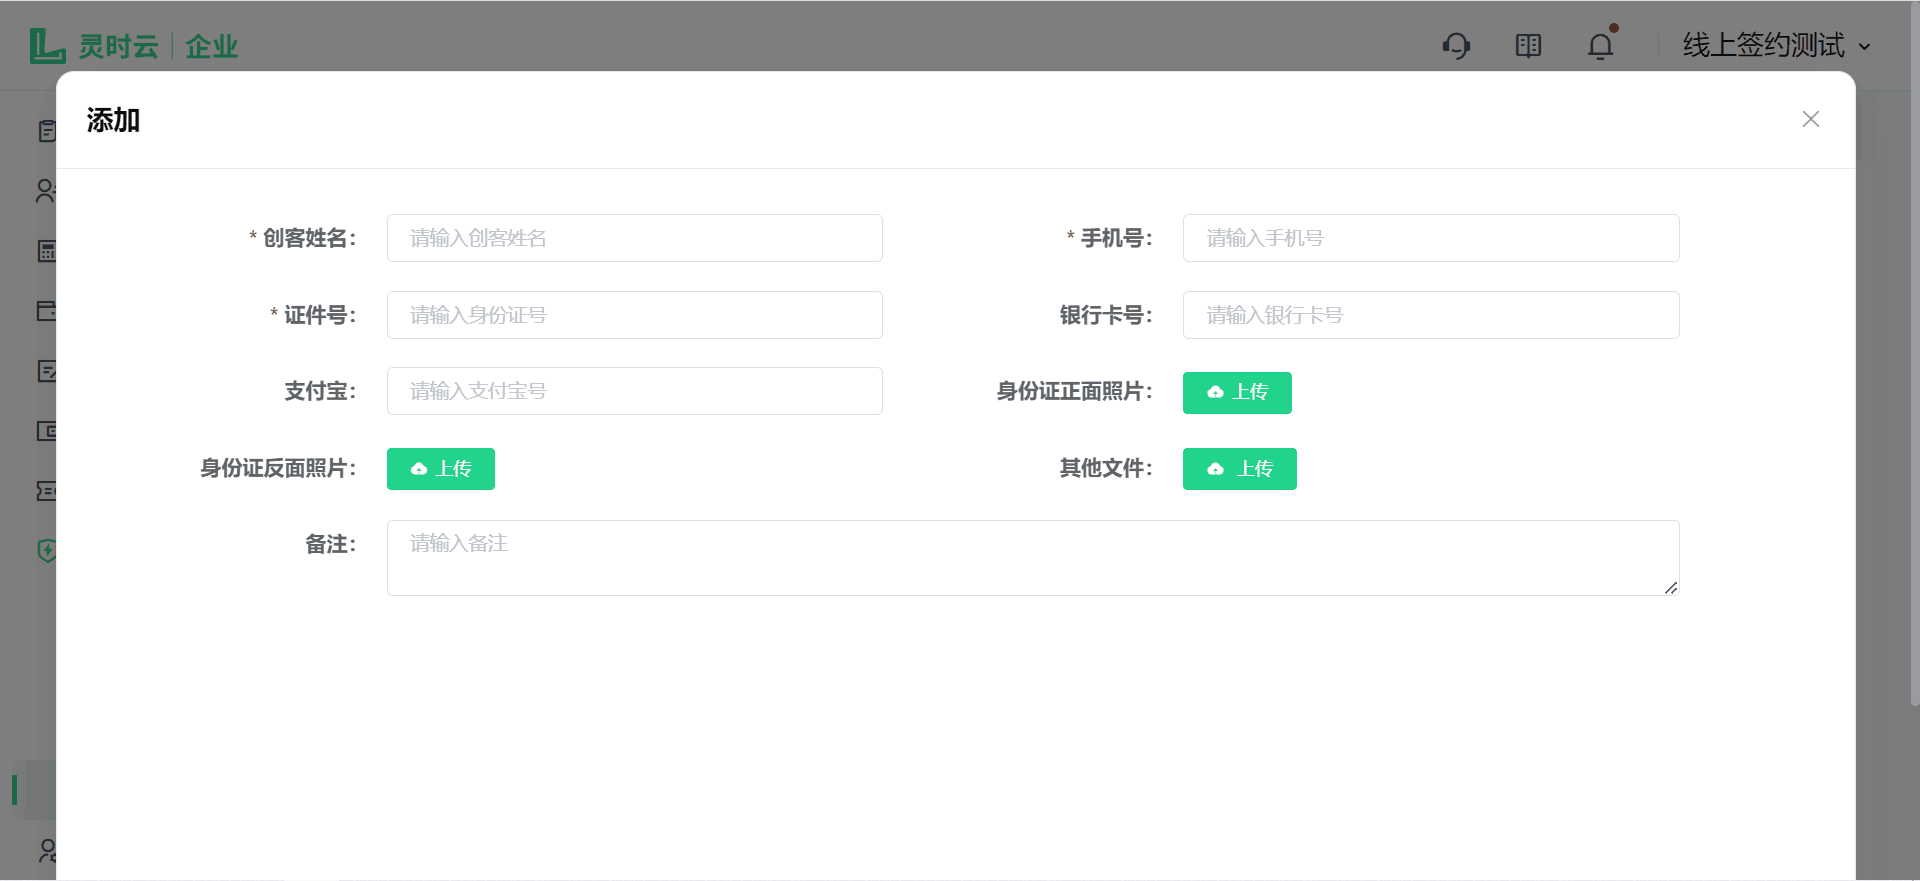 灵时云 | 企业
线上签约测试
添加
* 创客姓名: 请输入创客姓名
* 手机号: 请输入手机号
* 证件号: 请输入身份证号
银行卡号: 请输入银行卡号
支付宝: 请输入支付宝号
身份证正面照片: 上传
身份证反面照片: 上传
其他文件: 上传
备注: 请输入备注